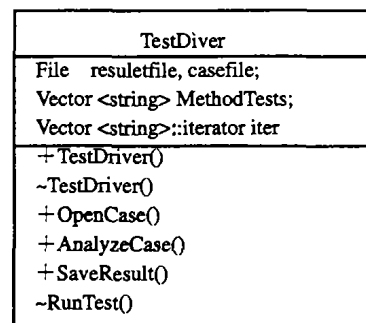 TestDiver
File resuletfile, casefile;
Vector <string> MethodTests;
Vector <string>::iterator iter
+TestDriver()
~TestDriver()
+OpenCase()
+AnalyzeCase()
+SaveResult()
~RunTest()